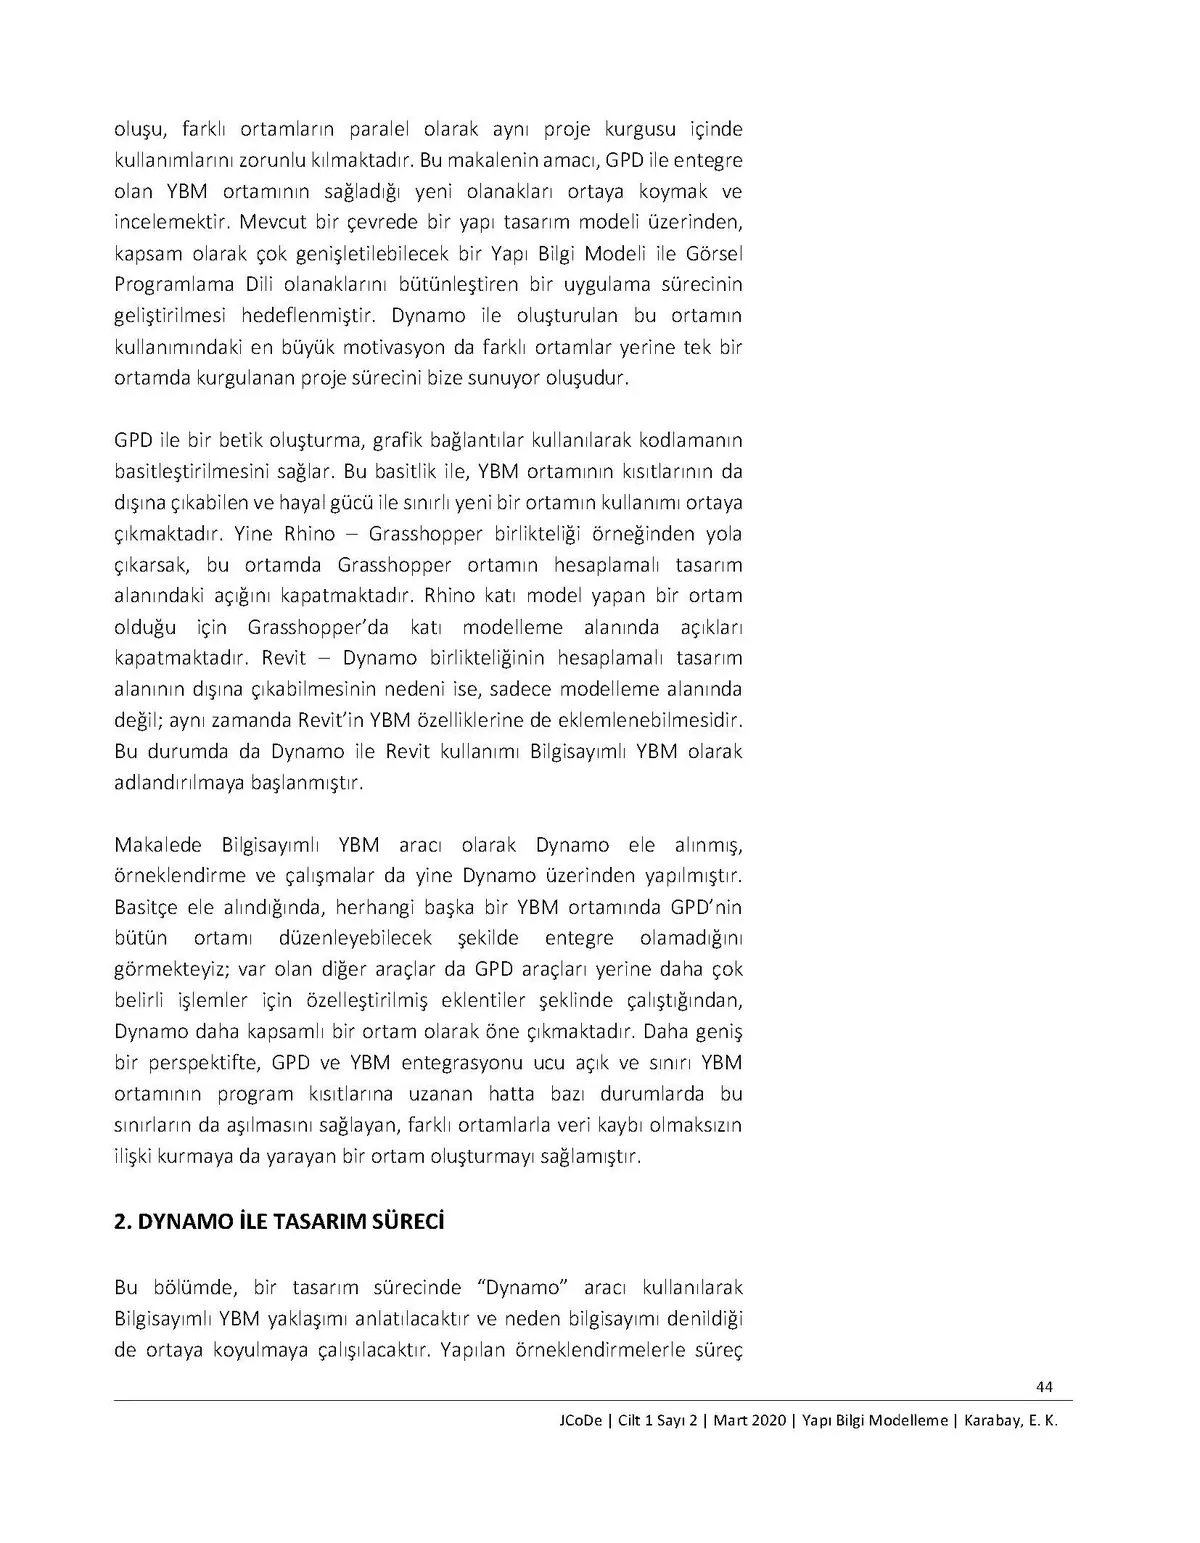 oluşu, farklı ortamların paralel olarak aynı proje kurgusu içinde
kullanımlarını zorunlu kılmaktadır. Bu makalenin amacı, GPD ile entegre
olan YBM ortamının sağladığı yeni olanakları ortaya koymak ve
incelemektir. Mevcut bir çevrede bir yapı tasarım modeli üzerinden,
kapsam olarak çok genişletilebilecek bir Yapı Bilgi Modeli ile Görsel
Programlama Dili olanaklarını bütünleştiren bir uygulama sürecinin
geliştirilmesi hedeflenmiştir. Dynamo ile oluşturulan bu ortamın
kullanımındaki en büyük motivasyon da farklı ortamlar yerine tek bir
ortamda kurgulanan proje sürecini bize sunuyor oluşudur.
GPD ile bir betik oluşturma, grafik bağlantılar kullanılarak kodlamanın
basitleştirilmesini sağlar. Bu basitlik ile, YBM ortamının kısıtlarının da
dışına çıkabilen ve hayal gücü ile sınırlı yeni bir ortamın kullanımı ortaya
çıkmaktadır. Yine Rhino – Grasshopper birlikteliği örneğinden yola
çıkarsak, bu ortamda Grasshopper ortamın hesaplamalı tasarım
alanındaki açığını kapatmaktadır. Rhino katı model yapan bir ortam
olduğu için Grasshopper’da katı modelleme alanında açıkları
kapatmaktadır. Revit – Dynamo birlikteliğinin hesaplamalı tasarım
alanının dışına çıkabilmesinin nedeni ise, sadece modelleme alanında
değil; aynı zamanda Revit’in YBM özelliklerine de eklemlenebilmesidir.
Bu durumda da Dynamo ile Revit kullanımı Bilgisayımlı YBM olarak
adlandırılmaya başlanmıştır.
Makalede Bilgisayımlı YBM aracı olarak Dynamo ele alınmış,
örneklendirme ve çalışmalar da yine Dynamo üzerinden yapılmıştır.
Basitçe ele alındığında, herhangi başka bir YBM ortamında GPD’nin
bütün ortamı düzenleyebilecek şekilde entegre olamadığını
görmekteyiz; var olan diğer araçlar da GPD araçları yerine daha çok
belirli işlemler için özelleştirilmiş eklentiler şeklinde çalıştığından,
Dynamo daha kapsamlı bir ortam olarak öne çıkmaktadır. Daha geniş
bir perspektifte, GPD ve YBM entegrasyonu ucu açık ve sınırı YBM
ortamının program kısıtlarına uzanan hatta bazı durumlarda bu
sınırların da aşılmasını sağlayan, farklı ortamlarla veri kaybı olmaksızın
ilişki kurmaya da yarayan bir ortam oluşturmayı sağlamıştır.
2. DYNAMO İLE TASARIM SÜRECİ
Bu bölümde, bir tasarım sürecinde “Dynamo” aracı kullanılarak
Bilgisayımlı YBM yaklaşımı anlatılacaktır ve neden bilgisayımı denildiği
de ortaya koyulmaya çalışılacaktır. Yapılan örneklendirmelerle süreç
44
JCoDe | Cilt 1 Sayı 2 | Mart 2020 | Yapı Bilgi Modelleme | Karabay, E. K.